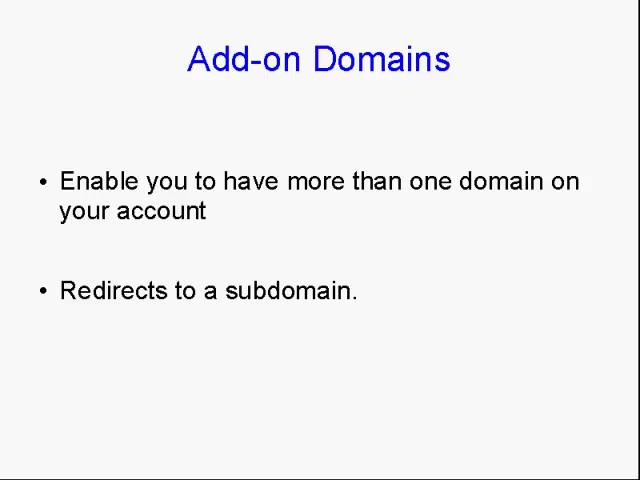 Add-on Domains
• Enable you to have more than one domain on
your account
• Redirects to a subdomain.